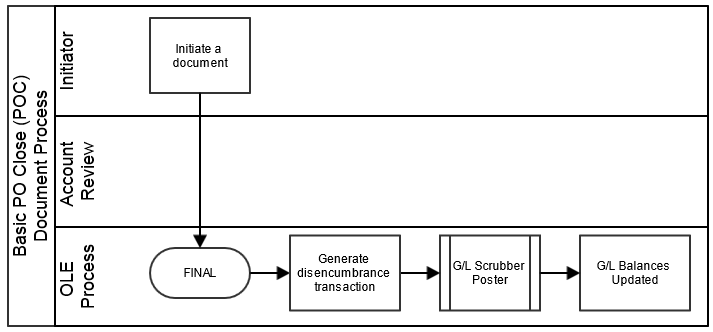 Basic PO Close (POC)
Document Process
Initiator
Initiate a
document
Account
Review
OLE
Process
FINAL
Generate
disencumbrance
transaction
G/L Scrubber
Poster
G/L Balances
Updated